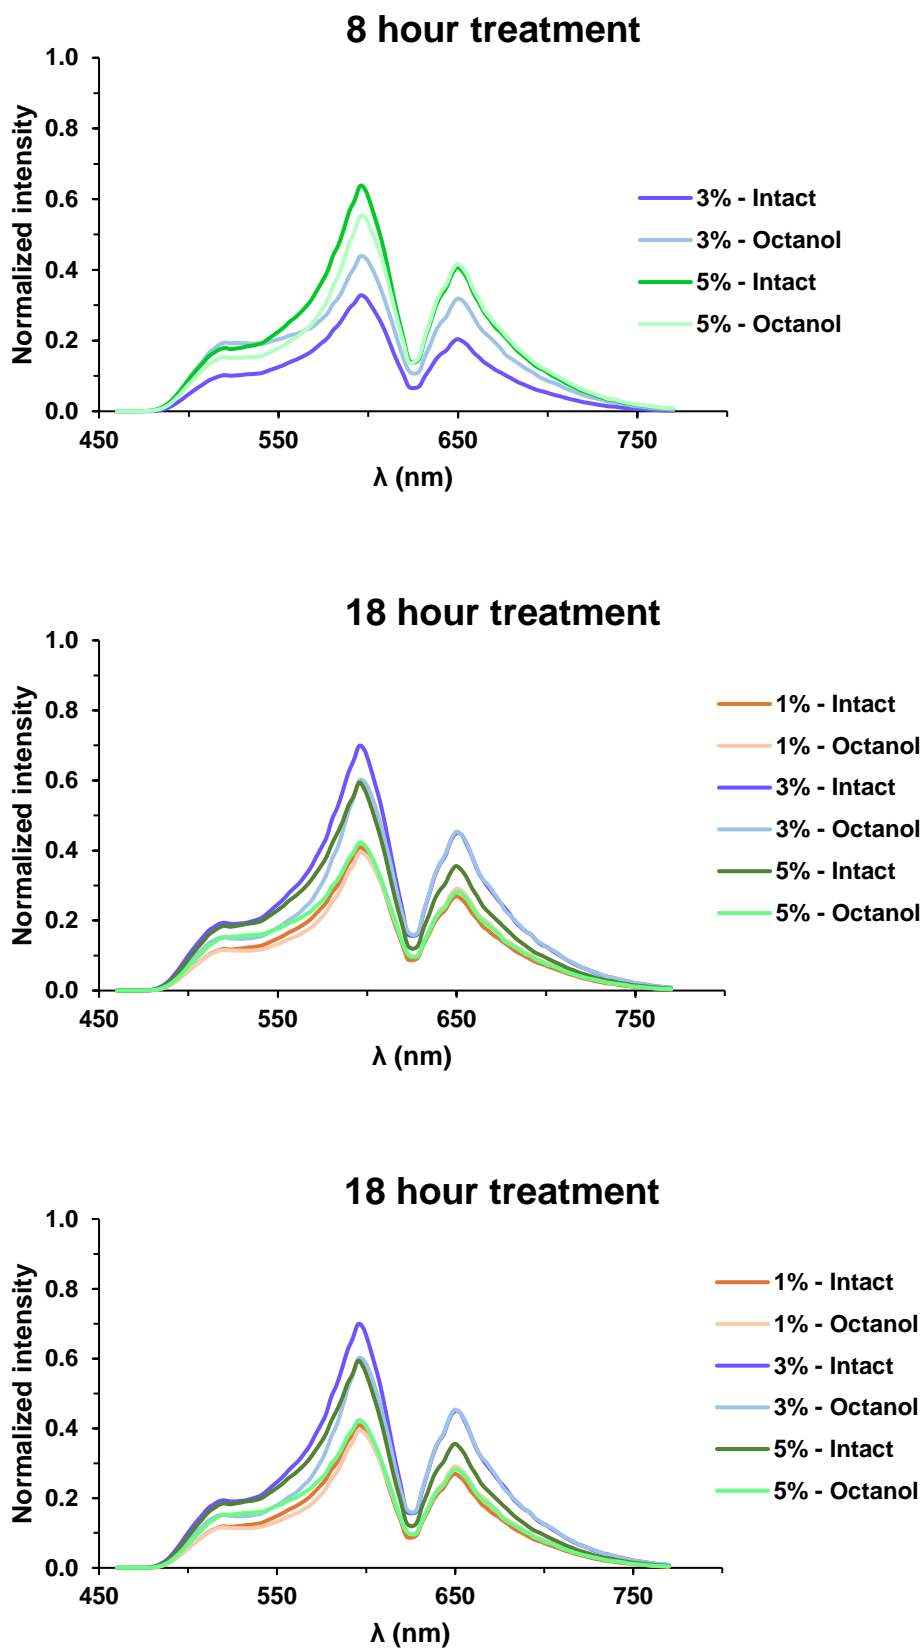 8 hour treatment
1.0
0.8
0.6
0.4
0.2
0.0
Normalized intensity
450
550
650
750
λ (nm)
3% - Intact
3% - Octanol
5% - Intact
5% - Octanol
18 hour treatment
1.0
0.8
0.6
0.4
0.2
0.0
Normalized intensity
450
550
650
750
λ (nm)
1% - Intact
1% - Octanol
3% - Intact
3% - Octanol
5% - Intact
5% - Octanol
18 hour treatment
1.0
0.8
0.6
0.4
0.2
0.0
Normalized intensity
450
550
650
750
λ (nm)
1% - Intact
1% - Octanol
3% - Intact
3% - Octanol
5% - Intact
5% - Octanol